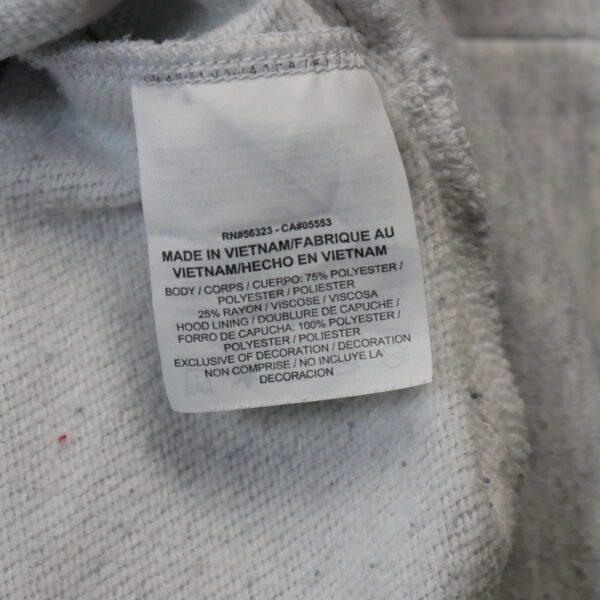 RN#56323 - CA#05553
MADE IN VIETNAM/FABRIQUE AU
VIETNAM/HECHO EN VIETNAM
BODY / CORPS / CUERPO: 75% POLYESTER /
POLYESTER / POLIESTER
25% RAYON / VISCOSE / VISCOSA
HOOD LINING / DOUBLURE DE CAPUCHE /
FORRO DE CAPUCHA: 100% POLYESTER /
POLYESTER / POLIESTER
EXCLUSIVE OF DECORATION / DECORATION
NON COMPRISE / NO INCLUYE LA
DECORACION